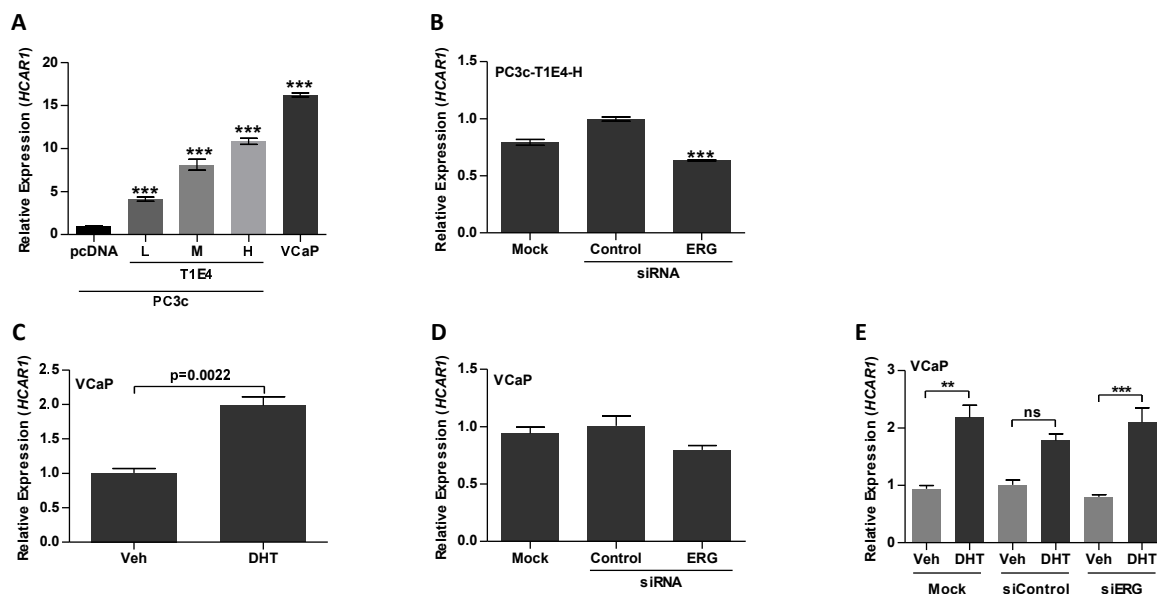 A
Relative Expression (HCAR1)
20
15
10
5
0
***
***
***
***
pcDNA L M H VCaP
T1E4
PC3c
B
Relative Expression (HCAR1)
1.5
1.0
0.5
0.0
PC3c-T1E4-H
***
Mock Control ERG
siRNA
C
Relative Expression (HCAR1)
2.5
2.0
1.5
1.0
0.5
0.0
VCaP
p=0.0022
Veh DHT
D
Relative Expression (HCAR1)
1.5
1.0
0.5
0.0
VCaP
Mock Control ERG
siRNA
E
Relative Expression (HCAR1)
3
2
1
0
VCaP
** ns ***
Veh DHT Veh DHT Veh DHT
Mock siControl siERG